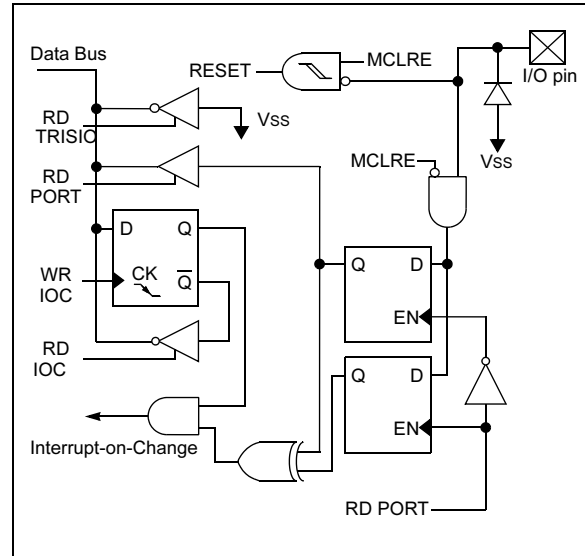 Data Bus
MCLRE
RESET
I/O pin
RD
TRISIO
VSS
VSS
RD
PORT
MCLRE
D
Q
Q
D
WR
IOC
CK
Q
EN
RD
IOC
Q
D
EN
Interrupt-on-Change
RD PORT